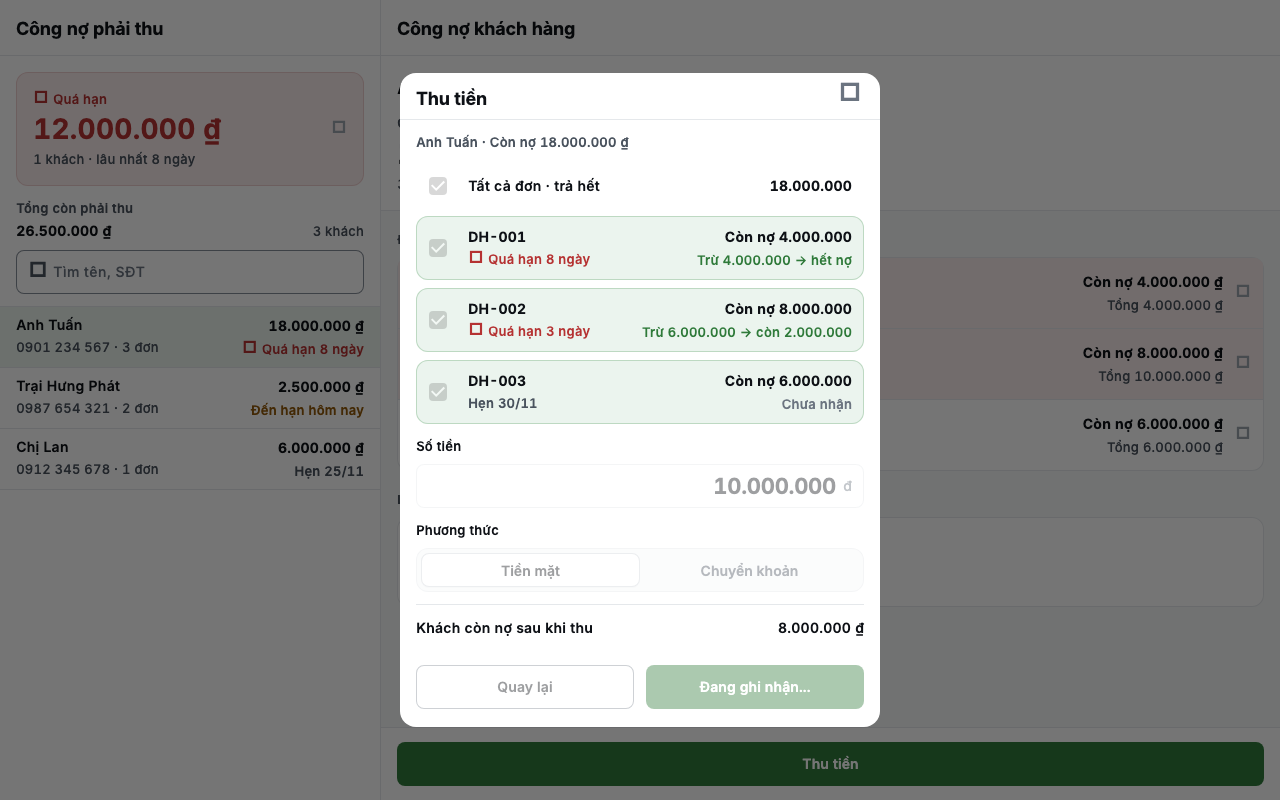 Công nợ phải thu
Quá hạn
12.000.000 ₫
1 khách · lâu nhất 8 ngày
Tổng còn phải thu
26.500.000 ₫ 3 khách
Tìm tên, SĐT
Anh Tuấn 18.000.000 ₫
0901 234 567 · 3 đơn Quá hạn 8 ngày
Trại Hưng Phát 2.500.000 ₫
0987 654 321 · 2 đơn Đến hạn hôm nay
Chị Lan 6.000.000 ₫
0912 345 678 · 1 đơn Hẹn 25/11
Công nợ khách hàng
Thu tiền
Anh Tuấn · Còn nợ 18.000.000 ₫
Tất cả đơn · trả hết 18.000.000
DH-001 Còn nợ 4.000.000
Quá hạn 8 ngày Trừ 4.000.000 → hết nợ
DH-002 Còn nợ 8.000.000
Quá hạn 3 ngày Trừ 6.000.000 → còn 2.000.000
DH-003 Còn nợ 6.000.000
Hẹn 30/11 Chưa nhận
Số tiền
10.000.000 đ
Phương thức
Tiền mặt Chuyển khoản
Khách còn nợ sau khi thu 8.000.000 ₫
Quay lại Đang ghi nhận...
Còn nợ 4.000.000 ₫
Tổng 4.000.000 ₫
Còn nợ 8.000.000 ₫
Tổng 10.000.000 ₫
Còn nợ 6.000.000 ₫
Tổng 6.000.000 ₫
Thu tiền